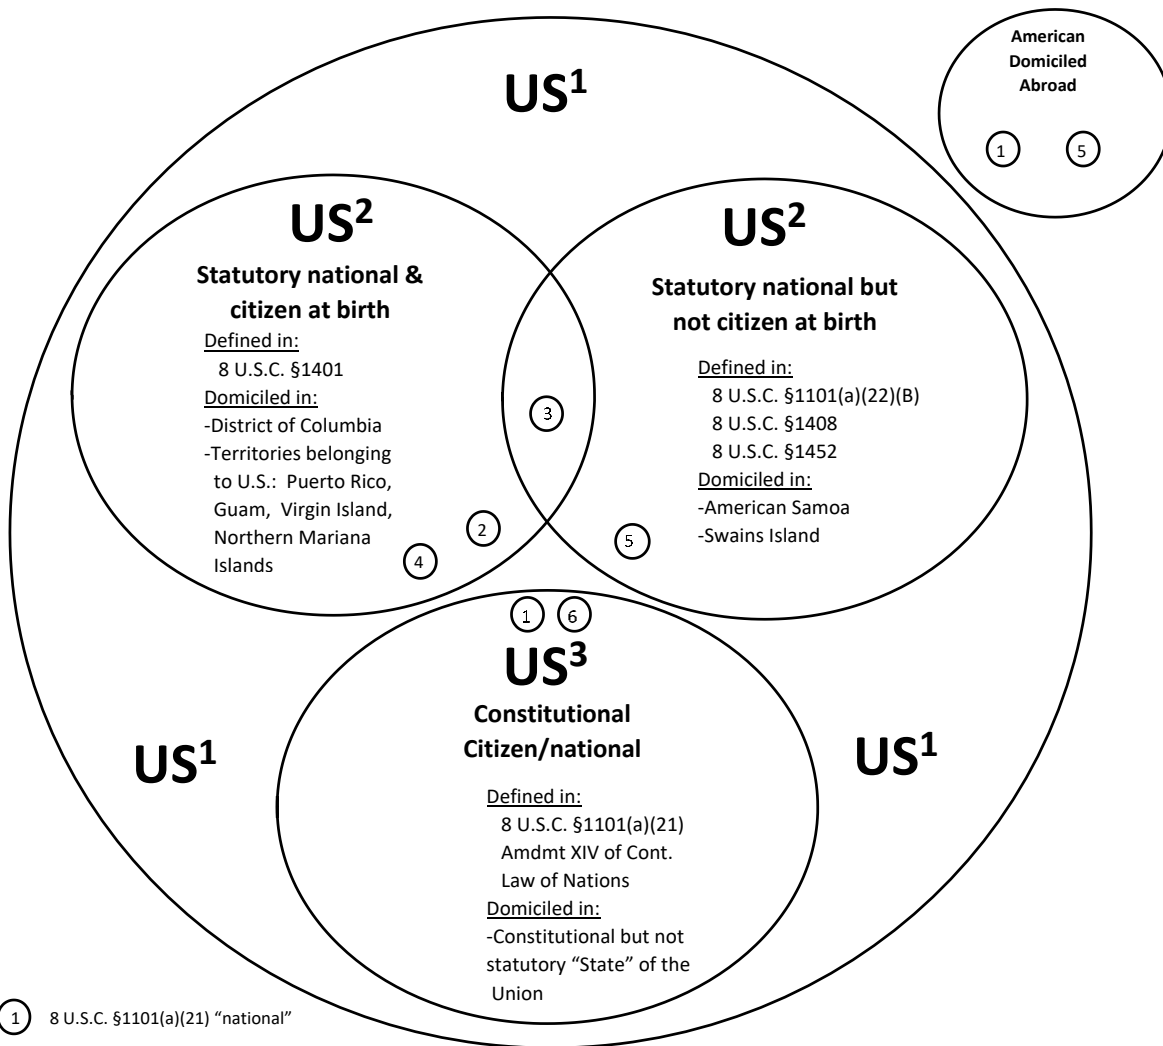 American
Domiciled
Abroad
1 5
US¹
US²
Statutory national &
citizen at birth
Defined in:
8 U.S.C. §1401
Domiciled in:
-District of Columbia
-Territories belonging
to U.S.: Puerto Rico,
Guam, Virgin Island,
Northern Mariana
Islands
4
2
3
US²
Statutory national but
not citizen at birth
Defined in:
8 U.S.C. §1101(a)(22)(B)
8 U.S.C. §1408
8 U.S.C. §1452
Domiciled in:
-American Samoa
-Swains Island
5
1 6
US³
Constitutional
Citizen/national
Defined in:
8 U.S.C. §1101(a)(21)
Amdmt XIV of Cont.
Law of Nations
Domiciled in:
-Constitutional but not
statutory “State” of the
Union
US¹
US¹
1 8 U.S.C. §1101(a)(21) “national”